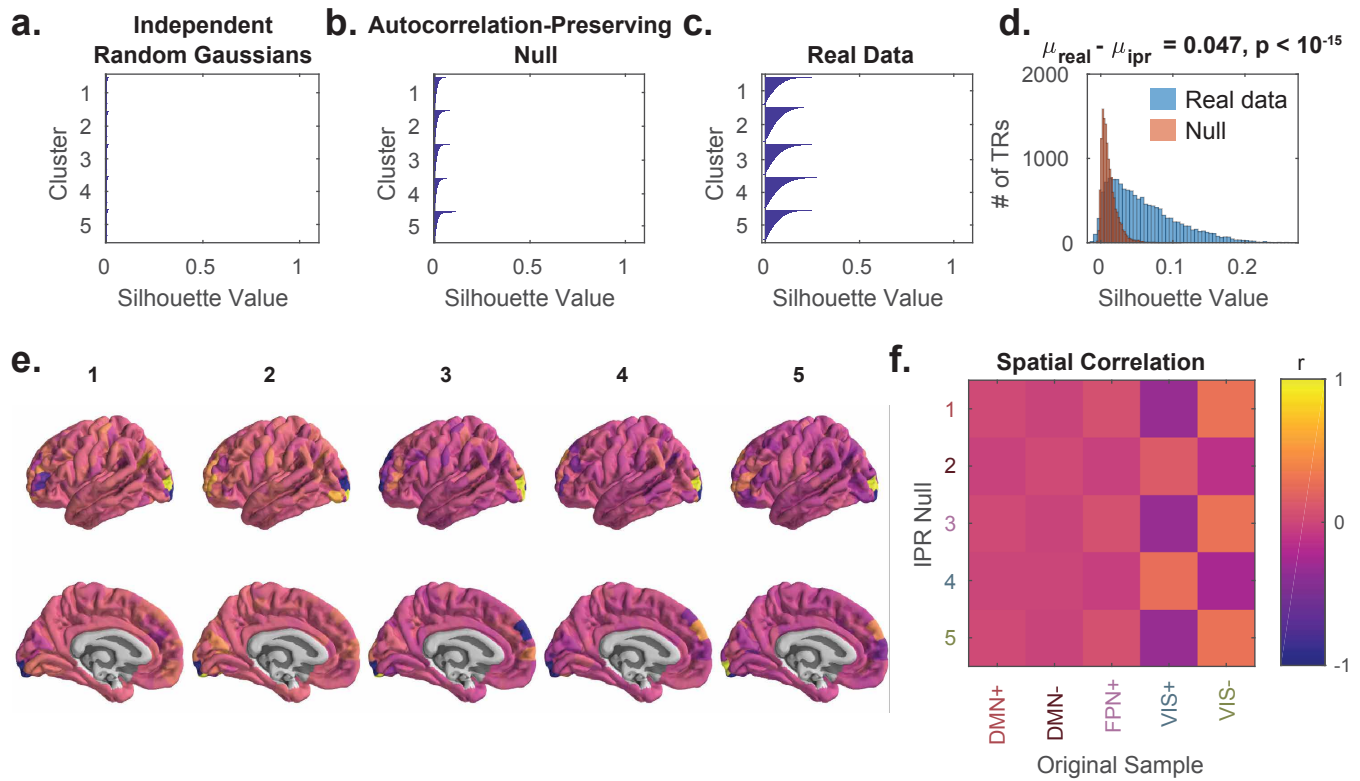 a.
Independent
Random Gaussians
1
2
3
4
5
Cluster
0
0.5
1
Silhouette Value
b.
Autocorrelation-Preserving
Null
1
2
3
4
5
Cluster
0
0.5
1
Silhouette Value
c.
Real Data
1
2
3
4
5
Cluster
0
0.5
1
Silhouette Value
d.
μreal - μipr = 0.047, p < 10-15
2000
1000
0
# of TRs
Real data
Null
0
0.1
0.2
Silhouette Value
e.
1
2
3
4
5
f.
Spatial Correlation
1
2
3
4
5
IPR Null
DMN+
DMN-
FPN+
VIS+
VIS-
Original Sample
r
1
0
-1